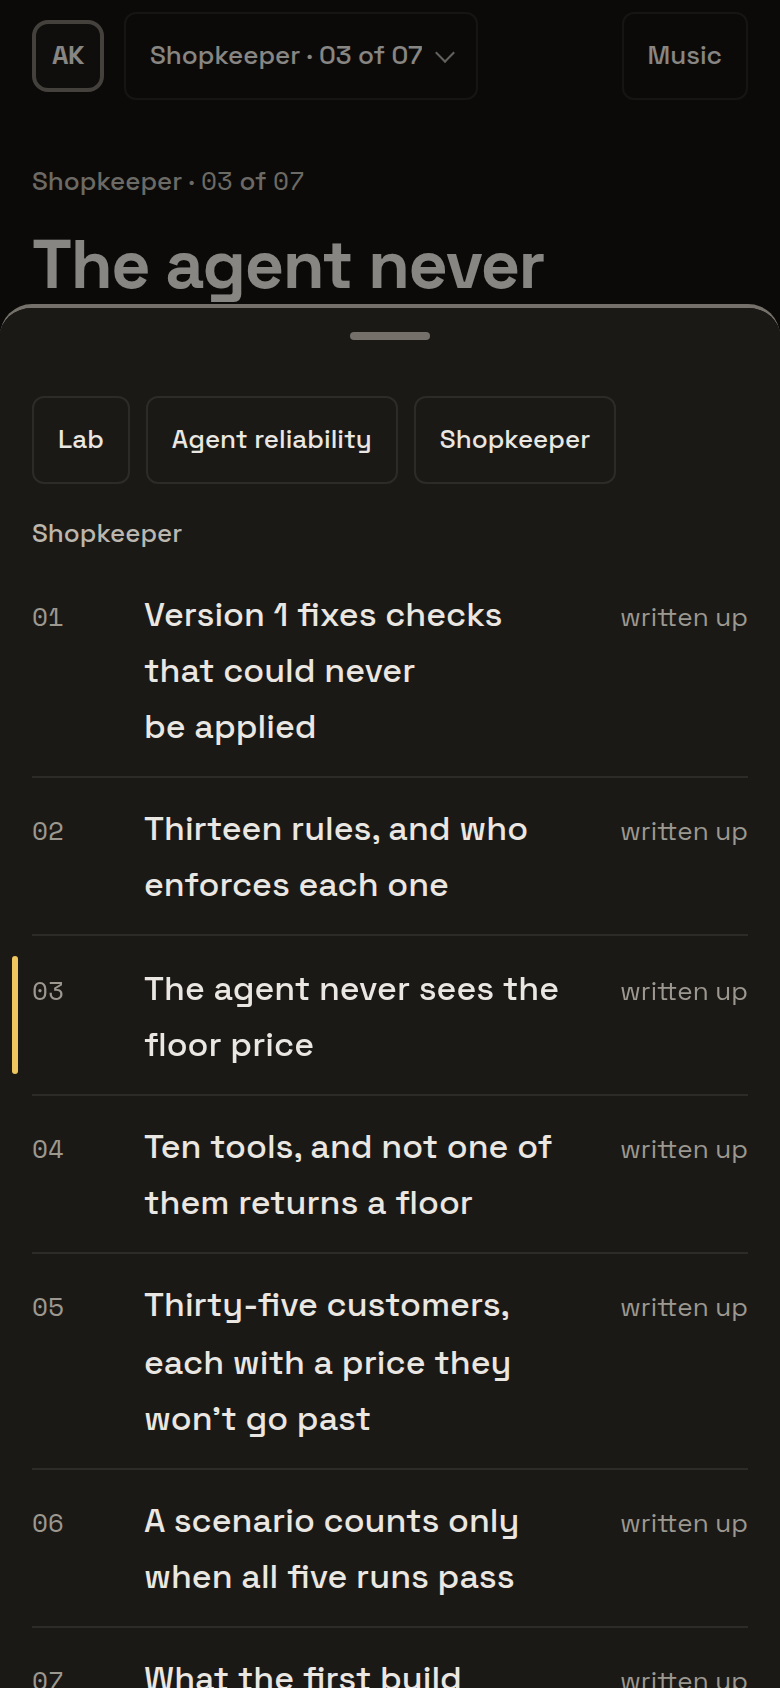 AK
Shopkeeper · 03 of 07
Music
Shopkeeper · 03 of 07
The agent never
Lab
Agent reliability
Shopkeeper
Shopkeeper
01
Version 1 fixes checks
that could never
be applied
written up
02
Thirteen rules, and who
enforces each one
written up
03
The agent never sees the
floor price
written up
04
Ten tools, and not one of
them returns a floor
written up
05
Thirty-five customers,
each with a price they
won’t go past
written up
06
A scenario counts only
when all five runs pass
written up
07
What the first build
written up